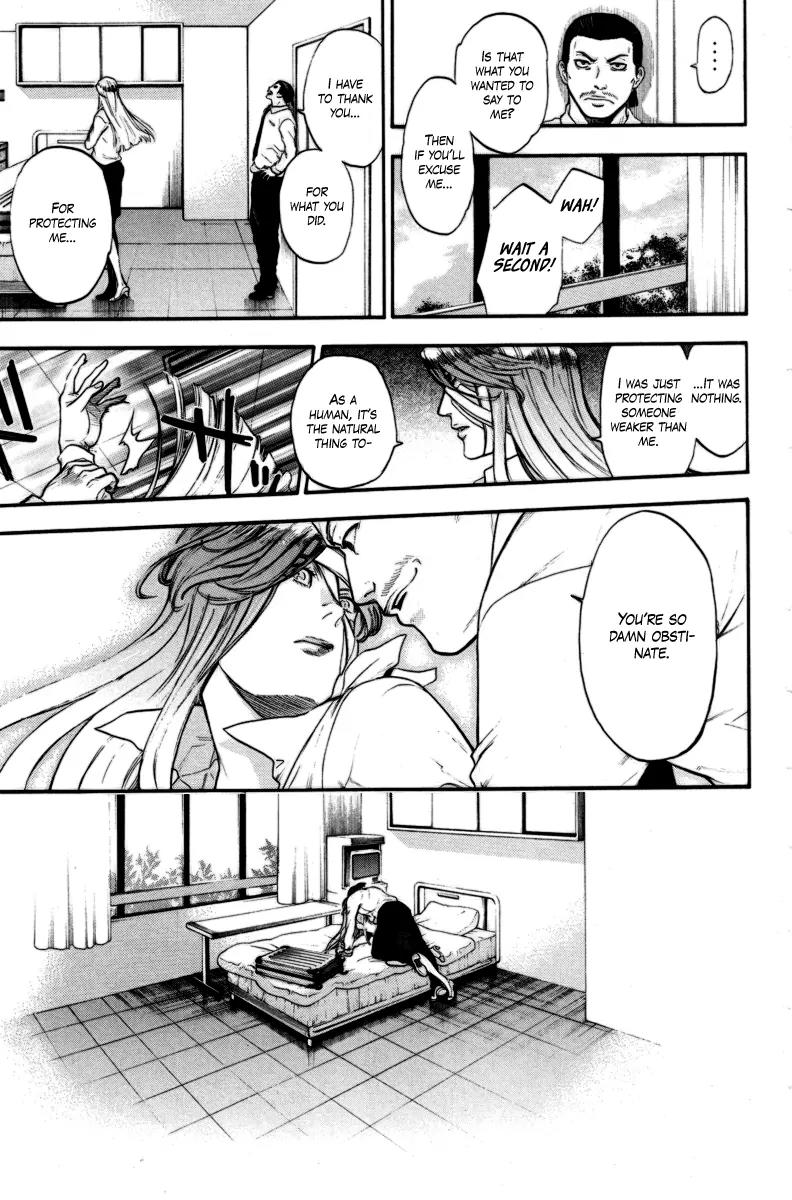 ....
IS THAT
WHAT YOU
WANTED TO
SAY TO
ME?
THEN
IF YOU'LL
EXCUSE
ME...
WAH!
WAIT A
SECOND!
I HAVE
TO THANK
YOU...
FOR
WHAT YOU
DID.
FOR
PROTECTING
ME...
...IT WAS
NOTHING.
I WAS JUST
PROTECTING
SOMEONE
WEAKER THAN
ME.
AS A
HUMAN, IT'S
THE NATURAL
THING TO-
YOU'RE SO
DAMN OBSTI-
NATE.